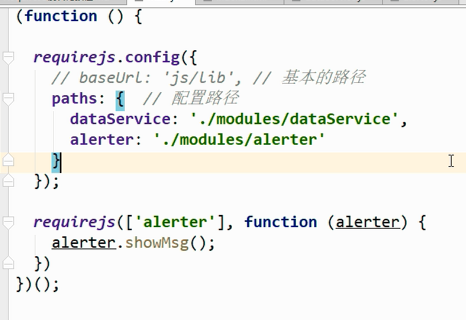 (function () {
requirejs.config({
// baseUrl: 'js/lib', // 基本的路径
paths: { // 配置路径
dataService: './modules/dataService',
alerter: './modules/alerter'
}
});
requirejs(['alerter'], function (alerter) {
alerter.showMsg();
})
})();